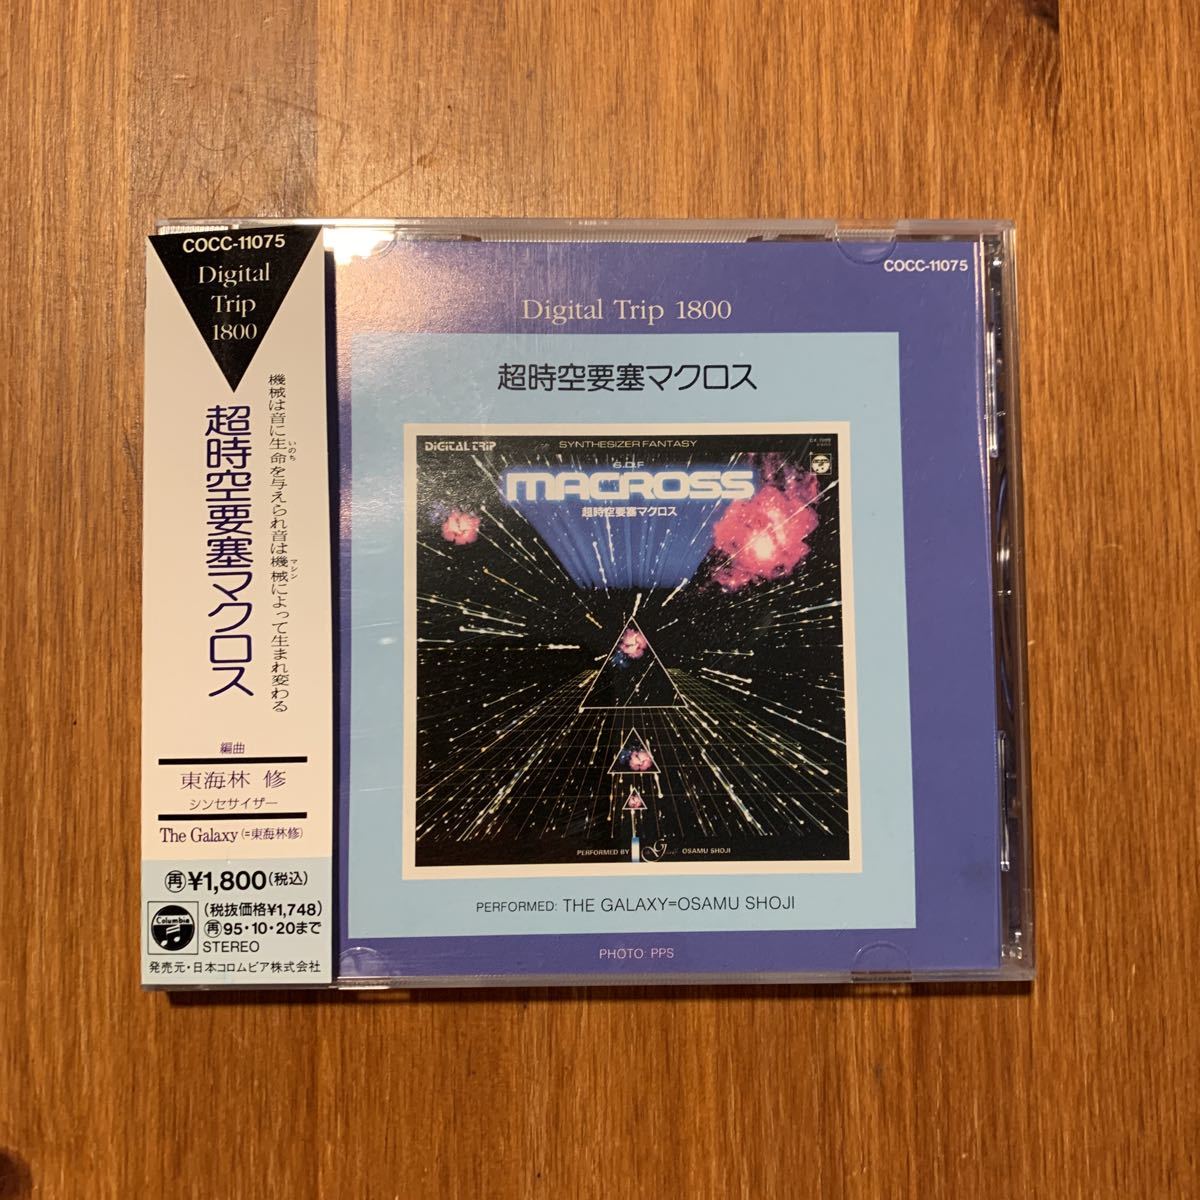 COCC-11075
Digital
Trip
1800
機械は音に生命を与えられ音は機械によって生まれ変わる
いのち
マシン
超時空要塞マクロス
編曲
東海林 修
シンセサイザー
The Galaxy (=東海林修)
再¥1,800(税込)
(税抜価格¥1,748)
再95・10・20まで
Columbia
STEREO
発売元・日本コロムビア株式会社
COCC-11075
Digital Trip 1800
超時空要塞マクロス
DIGITAL TRIP
SYNTHESIZER FANTASY
S.D.F
MACROSS
超時空要塞マクロス
PERFORMED BY
OSAMU SHOJI
PERFORMED: THE GALAXY=OSAMU SHOJI
PHOTO: PPS